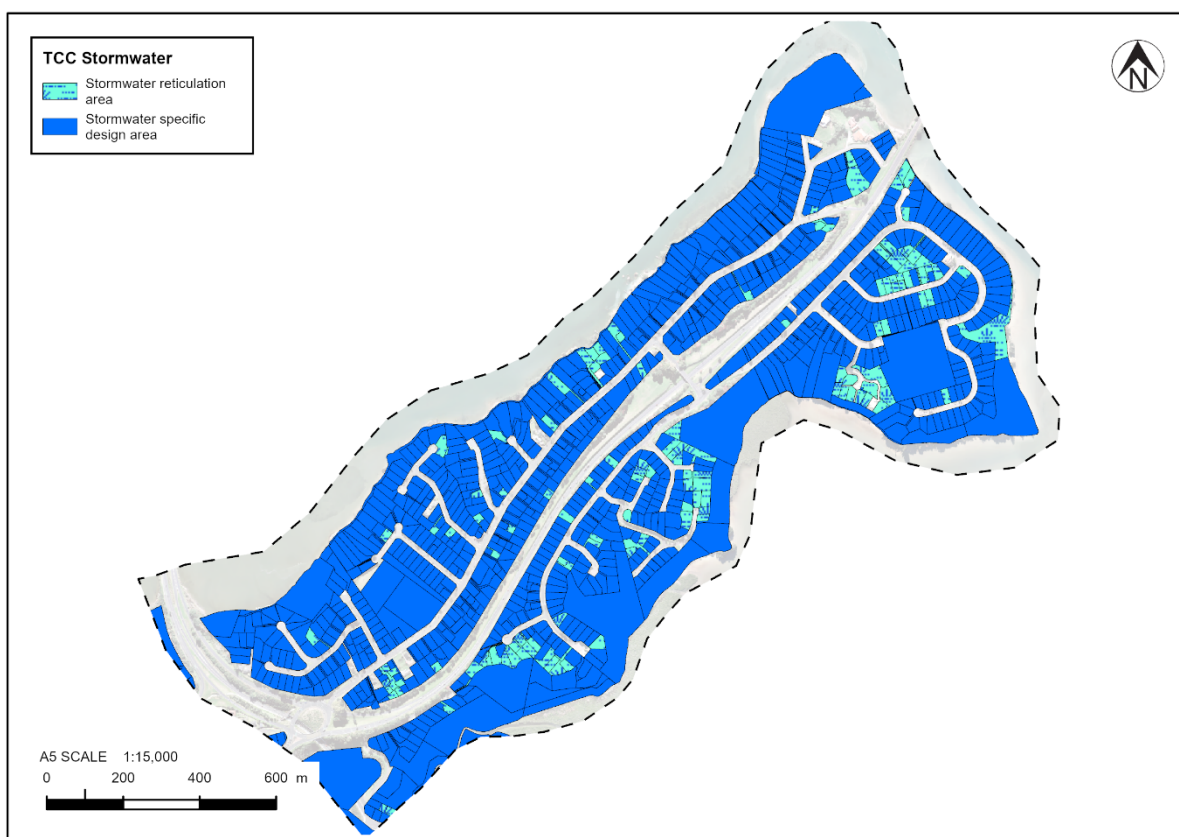 TCC Stormwater
Stormwater reticulation
area
Stormwater specific
design area
N
A5 SCALE 1:15,000
0 200 400 600 m